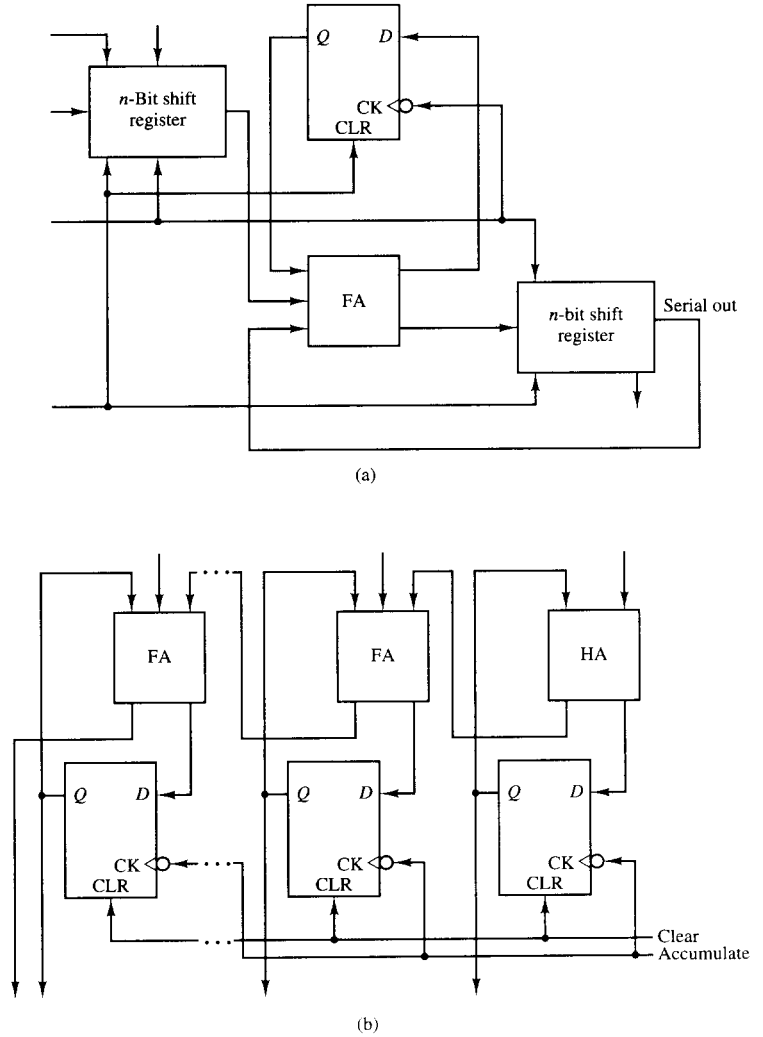 Q D
n-Bit shift
register
CK
CLR
FA
n-bit shift
register
Serial out
(a)
FA
FA
HA
Q D
Q D
Q D
CK
CLR
CK
CLR
CK
CLR
Clear
Accumulate
(b)